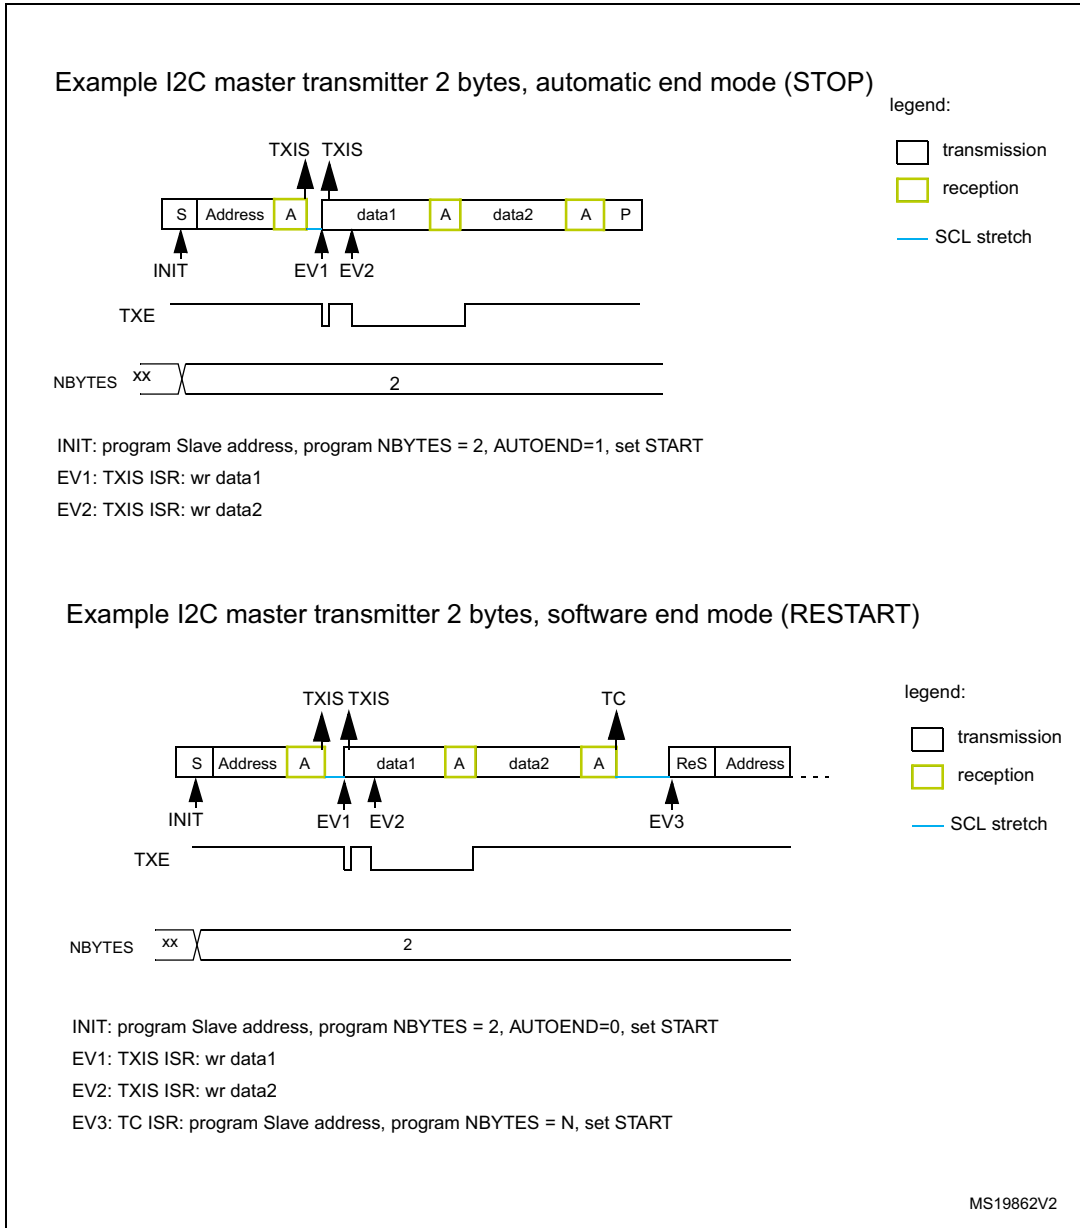 Example I2C master transmitter 2 bytes, automatic end mode (STOP)
legend:
transmission
reception
SCL stretch
TXIS TXIS
S Address A data1 A data2 A P
INIT EV1 EV2
TXE
NBYTES xx 2
INIT: program Slave address, program NBYTES = 2, AUTOEND=1, set START
EV1: TXIS ISR: wr data1
EV2: TXIS ISR: wr data2
Example I2C master transmitter 2 bytes, software end mode (RESTART)
legend:
transmission
reception
SCL stretch
TXIS TXIS TC
S Address A data1 A data2 A ReS Address
INIT EV1 EV2 EV3
TXE
NBYTES xx 2
INIT: program Slave address, program NBYTES = 2, AUTOEND=0, set START
EV1: TXIS ISR: wr data1
EV2: TXIS ISR: wr data2
EV3: TC ISR: program Slave address, program NBYTES = N, set START
MS19862V2